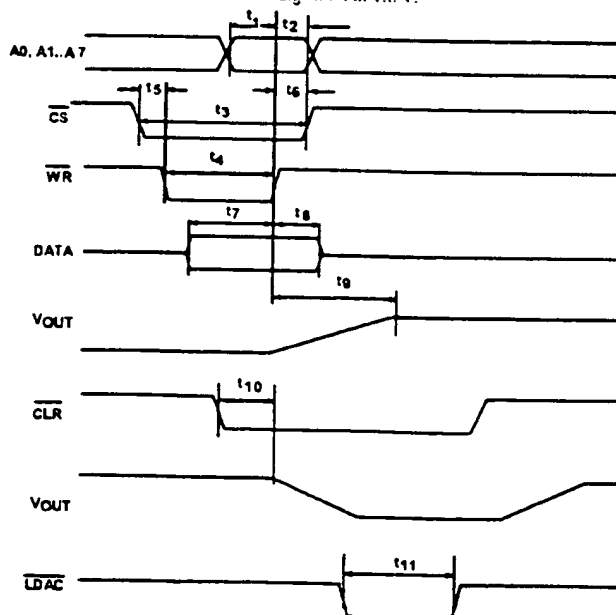 t1 t2
A0, A1..A7
t5 t3 t6
CS
t4
WR
t7 t8
DATA
t9
VOUT
t10
CLR
VOUT
t11
LDAC